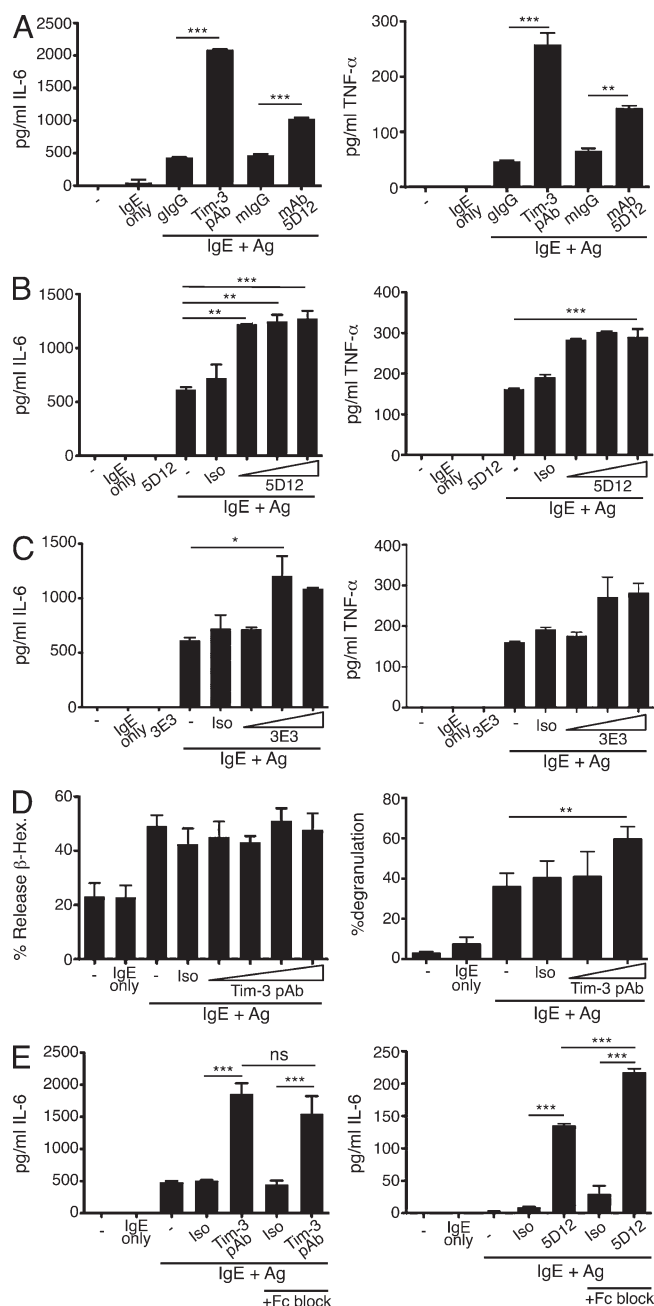 A
pg/ml IL-6
2500
2000
1500
1000
500
0
***
***
-
IgE only
gIgG
Tim-3 pAb
mIgG
mAb 5D12
IgE + Ag
pg/ml TNF-α
300
200
100
0
***
**
-
IgE only
gIgG
Tim-3 pAb
mIgG
mAb 5D12
IgE + Ag
B
pg/ml IL-6
1500
1000
500
0
***
**
**
-
IgE only
5D12
-
Iso
5D12
IgE + Ag
pg/ml TNF-α
400
300
200
100
0
***
-
IgE only
5D12
-
Iso
5D12
IgE + Ag
C
pg/ml IL-6
1500
1000
500
0
*
-
IgE only
3E3
-
Iso
3E3
IgE + Ag
pg/ml TNF-α
400
300
200
100
0
-
IgE only
3E3
-
Iso
3E3
IgE + Ag
D
% Release β-Hex.
60
40
20
0
-
IgE only
-
Iso
Tim-3 pAb
IgE + Ag
%degranulation
80
60
40
20
0
**
-
IgE only
-
Iso
Tim-3 pAb
IgE + Ag
E
pg/ml IL-6
2500
2000
1500
1000
500
0
ns
***
***
-
IgE only
-
Iso
Tim-3 pAb
Iso
Tim-3 pAb
IgE + Ag
+Fc block
pg/ml IL-6
250
200
150
100
50
0
***
***
***
-
IgE only
-
Iso
5D12
Iso
5D12
IgE + Ag
+Fc block